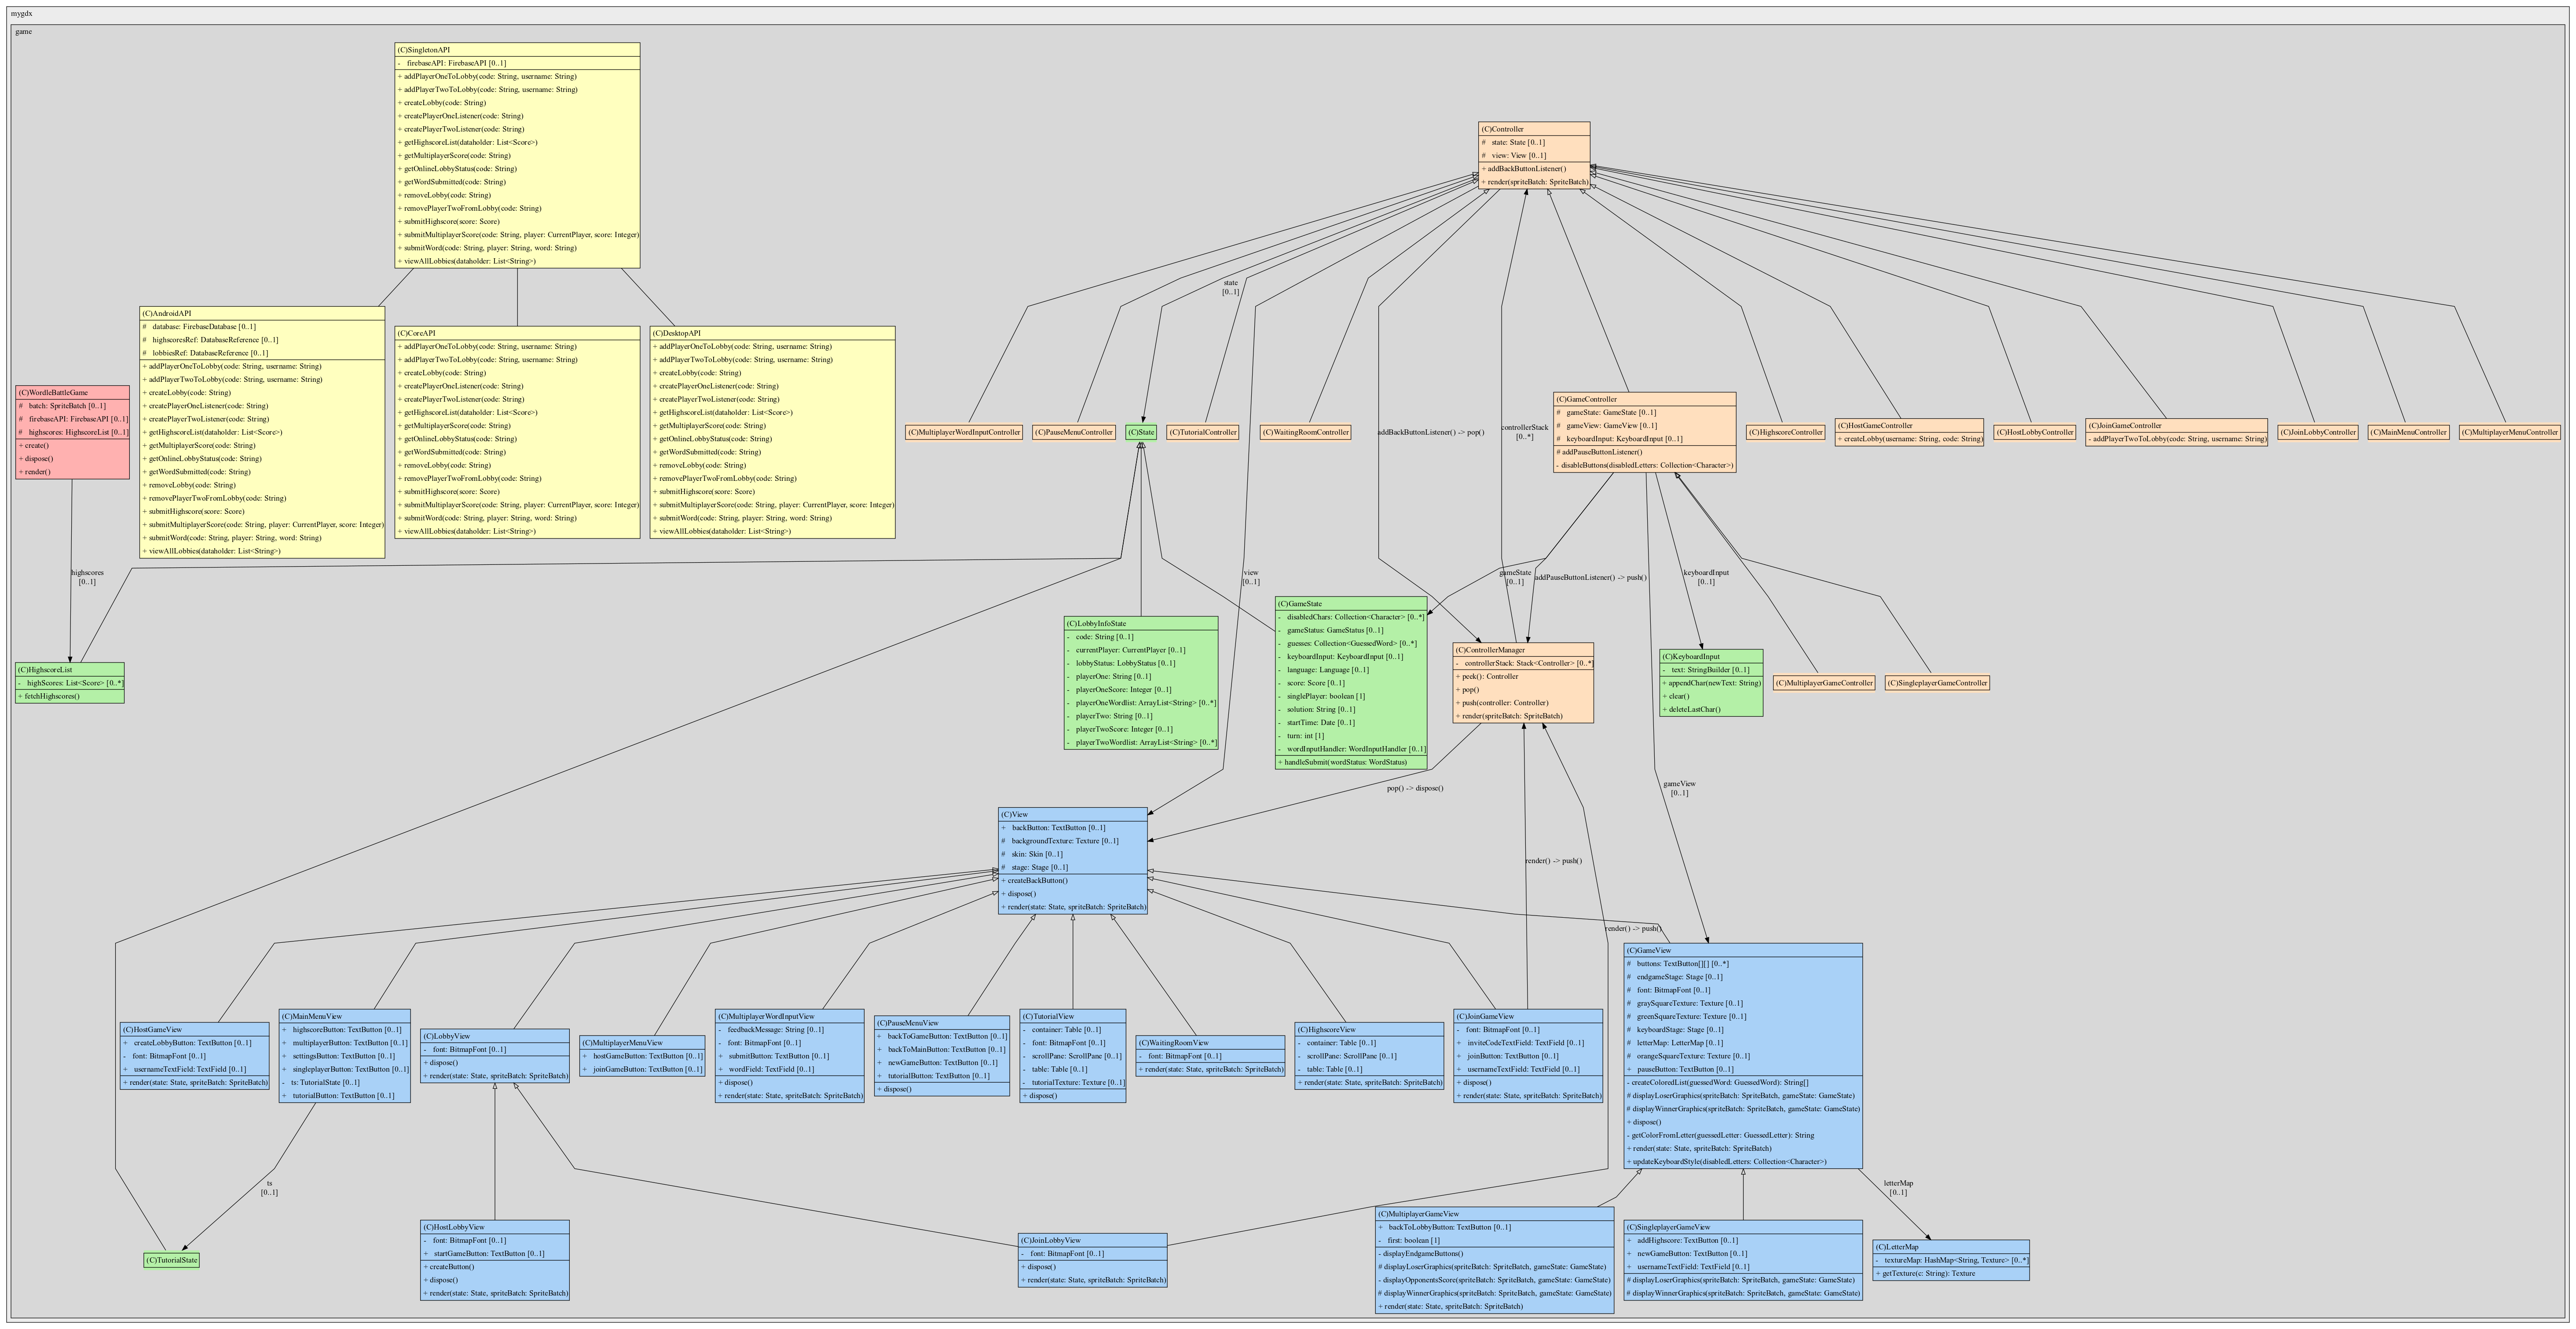 mygdx
game
(C)SingletonAPI
- firebaseAPI: FirebaseAPI [0..1]
+ addPlayerOneToLobby(code: String, username: String)
+ addPlayerTwoToLobby(code: String, username: String)
+ createLobby(code: String)
+ createPlayerOneListener(code: String)
+ createPlayerTwoListener(code: String)
+ getHighscoreList(dataholder: List<Score>)
+ getMultiplayerScore(code: String)
+ getOnlineLobbyStatus(code: String)
+ getWordSubmitted(code: String)
+ removeLobby(code: String)
+ removePlayerTwoFromLobby(code: String)
+ submitHighscore(score: Score)
+ submitMultiplayerScore(code: String, player: CurrentPlayer, score: Integer)
+ submitWord(code: String, player: String, word: String)
+ viewAllLobbies(dataholder: List<String>)
(C)Controller
# state: State [0..1]
# view: View [0..1]
+ addBackButtonListener()
+ render(spriteBatch: SpriteBatch)
state
[0..1]
(C)AndroidAPI
# database: FirebaseDatabase [0..1]
# highscoresRef: DatabaseReference [0..1]
# lobbiesRef: DatabaseReference [0..1]
+ addPlayerOneToLobby(code: String, username: String)
+ addPlayerTwoToLobby(code: String, username: String)
+ createLobby(code: String)
+ createPlayerOneListener(code: String)
+ createPlayerTwoListener(code: String)
+ getHighscoreList(dataholder: List<Score>)
+ getMultiplayerScore(code: String)
+ getOnlineLobbyStatus(code: String)
+ getWordSubmitted(code: String)
+ removeLobby(code: String)
+ removePlayerTwoFromLobby(code: String)
+ submitHighscore(score: Score)
+ submitMultiplayerScore(code: String, player: CurrentPlayer, score: Integer)
+ submitWord(code: String, player: String, word: String)
+ viewAllLobbies(dataholder: List<String>)
(C)CoreAPI
+ addPlayerOneToLobby(code: String, username: String)
+ addPlayerTwoToLobby(code: String, username: String)
+ createLobby(code: String)
+ createPlayerOneListener(code: String)
+ createPlayerTwoListener(code: String)
+ getHighscoreList(dataholder: List<Score>)
+ getMultiplayerScore(code: String)
+ getOnlineLobbyStatus(code: String)
+ getWordSubmitted(code: String)
+ removeLobby(code: String)
+ removePlayerTwoFromLobby(code: String)
+ submitHighscore(score: Score)
+ submitMultiplayerScore(code: String, player: CurrentPlayer, score: Integer)
+ submitWord(code: String, player: String, word: String)
+ viewAllLobbies(dataholder: List<String>)
(C)DesktopAPI
+ addPlayerOneToLobby(code: String, username: String)
+ addPlayerTwoToLobby(code: String, username: String)
+ createLobby(code: String)
+ createPlayerOneListener(code: String)
+ createPlayerTwoListener(code: String)
+ getHighscoreList(dataholder: List<Score>)
+ getMultiplayerScore(code: String)
+ getOnlineLobbyStatus(code: String)
+ getWordSubmitted(code: String)
+ removeLobby(code: String)
+ removePlayerTwoFromLobby(code: String)
+ submitHighscore(score: Score)
+ submitMultiplayerScore(code: String, player: CurrentPlayer, score: Integer)
+ submitWord(code: String, player: String, word: String)
+ viewAllLobbies(dataholder: List<String>)
(C)WordleBattleGame
# batch: SpriteBatch [0..1]
# firebaseAPI: FirebaseAPI [0..1]
# highscores: HighscoreList [0..1]
+ create()
+ dispose()
+ render()
(C)MultiplayerWordInputController
(C)PauseMenuController
(C)State
(C)TutorialController
(C)WaitingRoomController
addBackButtonListener() -> pop()
controllerStack
[0..*]
(C)GameController
# gameState: GameState [0..1]
# gameView: GameView [0..1]
# keyboardInput: KeyboardInput [0..1]
# addPauseButtonListener()
- disableButtons(disabledLetters: Collection<Character>)
(C)HighscoreController
(C)HostGameController
+ createLobby(username: String, code: String)
(C)HostLobbyController
(C)JoinGameController
- addPlayerTwoToLobby(code: String, username: String)
(C)JoinLobbyController
(C)MainMenuController
(C)MultiplayerMenuController
highscores
[0..1]
view
[0..1]
gameState
[0..1]
addPauseButtonListener() -> push()
keyboardInput
[0..1]
(C)HighscoreList
- highScores: List<Score> [0..*]
+ fetchHighscores()
(C)LobbyInfoState
- code: String [0..1]
- currentPlayer: CurrentPlayer [0..1]
- lobbyStatus: LobbyStatus [0..1]
- playerOne: String [0..1]
- playerOneScore: Integer [0..1]
- playerOneWordlist: ArrayList<String> [0..*]
- playerTwo: String [0..1]
- playerTwoScore: Integer [0..1]
- playerTwoWordlist: ArrayList<String> [0..*]
(C)GameState
- disabledChars: Collection<Character> [0..*]
- gameStatus: GameStatus [0..1]
- guesses: Collection<GuessedWord> [0..*]
- keyboardInput: KeyboardInput [0..1]
- language: Language [0..1]
- score: Score [0..1]
- singlePlayer: boolean [1]
- solution: String [0..1]
- startTime: Date [0..1]
- turn: int [1]
- wordInputHandler: WordInputHandler [0..1]
+ handleSubmit(wordStatus: WordStatus)
(C)ControllerManager
- controllerStack: Stack<Controller> [0..*]
+ peek(): Controller
+ pop()
+ push(controller: Controller)
+ render(spriteBatch: SpriteBatch)
(C)KeyboardInput
- text: StringBuilder [0..1]
+ appendChar(newText: String)
+ clear()
+ deleteLastChar()
(C)MultiplayerGameController
(C)SingleplayerGameController
pop() -> dispose()
gameView
[0..1]
(C)View
+ backButton: TextButton [0..1]
# backgroundTexture: Texture [0..1]
# skin: Skin [0..1]
# stage: Stage [0..1]
+ createBackButton()
+ dispose()
+ render(state: State, spriteBatch: SpriteBatch)
render() -> push()
render() -> push()
(C)HostGameView
+ createLobbyButton: TextButton [0..1]
- font: BitmapFont [0..1]
+ usernameTextField: TextField [0..1]
+ render(state: State, spriteBatch: SpriteBatch)
(C)MainMenuView
+ highscoreButton: TextButton [0..1]
+ multiplayerButton: TextButton [0..1]
+ settingsButton: TextButton [0..1]
+ singleplayerButton: TextButton [0..1]
- ts: TutorialState [0..1]
+ tutorialButton: TextButton [0..1]
(C)LobbyView
- font: BitmapFont [0..1]
+ dispose()
+ render(state: State, spriteBatch: SpriteBatch)
(C)MultiplayerMenuView
+ hostGameButton: TextButton [0..1]
+ joinGameButton: TextButton [0..1]
(C)MultiplayerWordInputView
- feedbackMessage: String [0..1]
- font: BitmapFont [0..1]
+ submitButton: TextButton [0..1]
+ wordField: TextField [0..1]
+ dispose()
+ render(state: State, spriteBatch: SpriteBatch)
(C)PauseMenuView
+ backToGameButton: TextButton [0..1]
+ backToMainButton: TextButton [0..1]
+ newGameButton: TextButton [0..1]
+ tutorialButton: TextButton [0..1]
+ dispose()
(C)TutorialView
- container: Table [0..1]
- font: BitmapFont [0..1]
- scrollPane: ScrollPane [0..1]
- table: Table [0..1]
- tutorialTexture: Texture [0..1]
+ dispose()
(C)WaitingRoomView
- font: BitmapFont [0..1]
+ render(state: State, spriteBatch: SpriteBatch)
(C)HighscoreView
- container: Table [0..1]
- scrollPane: ScrollPane [0..1]
- table: Table [0..1]
+ render(state: State, spriteBatch: SpriteBatch)
(C)JoinGameView
- font: BitmapFont [0..1]
+ inviteCodeTextField: TextField [0..1]
+ joinButton: TextButton [0..1]
+ usernameTextField: TextField [0..1]
+ dispose()
+ render(state: State, spriteBatch: SpriteBatch)
(C)GameView
# buttons: TextButton[][] [0..*]
# endgameStage: Stage [0..1]
# font: BitmapFont [0..1]
# graySquareTexture: Texture [0..1]
# greenSquareTexture: Texture [0..1]
# keyboardStage: Stage [0..1]
# letterMap: LetterMap [0..1]
# orangeSquareTexture: Texture [0..1]
+ pauseButton: TextButton [0..1]
- createColoredList(guessedWord: GuessedWord): String[]
# displayLoserGraphics(spriteBatch: SpriteBatch, gameState: GameState)
# displayWinnerGraphics(spriteBatch: SpriteBatch, gameState: GameState)
+ dispose()
- getColorFromLetter(guessedLetter: GuessedLetter): String
+ render(state: State, spriteBatch: SpriteBatch)
+ updateKeyboardStyle(disabledLetters: Collection<Character>)
ts
[0..1]
letterMap
[0..1]
(C)TutorialState
(C)HostLobbyView
- font: BitmapFont [0..1]
+ startGameButton: TextButton [0..1]
+ createButton()
+ dispose()
+ render(state: State, spriteBatch: SpriteBatch)
(C)JoinLobbyView
- font: BitmapFont [0..1]
+ dispose()
+ render(state: State, spriteBatch: SpriteBatch)
(C)MultiplayerGameView
+ backToLobbyButton: TextButton [0..1]
- first: boolean [1]
- displayEndgameButtons()
# displayLoserGraphics(spriteBatch: SpriteBatch, gameState: GameState)
- displayOpponentsScore(spriteBatch: SpriteBatch, gameState: GameState)
# displayWinnerGraphics(spriteBatch: SpriteBatch, gameState: GameState)
+ render(state: State, spriteBatch: SpriteBatch)
(C)SingleplayerGameView
+ addHighscore: TextButton [0..1]
+ newGameButton: TextButton [0..1]
+ usernameTextField: TextField [0..1]
# displayLoserGraphics(spriteBatch: SpriteBatch, gameState: GameState)
# displayWinnerGraphics(spriteBatch: SpriteBatch, gameState: GameState)
(C)LetterMap
- textureMap: HashMap<String, Texture> [0..*]
+ getTexture(c: String): Texture